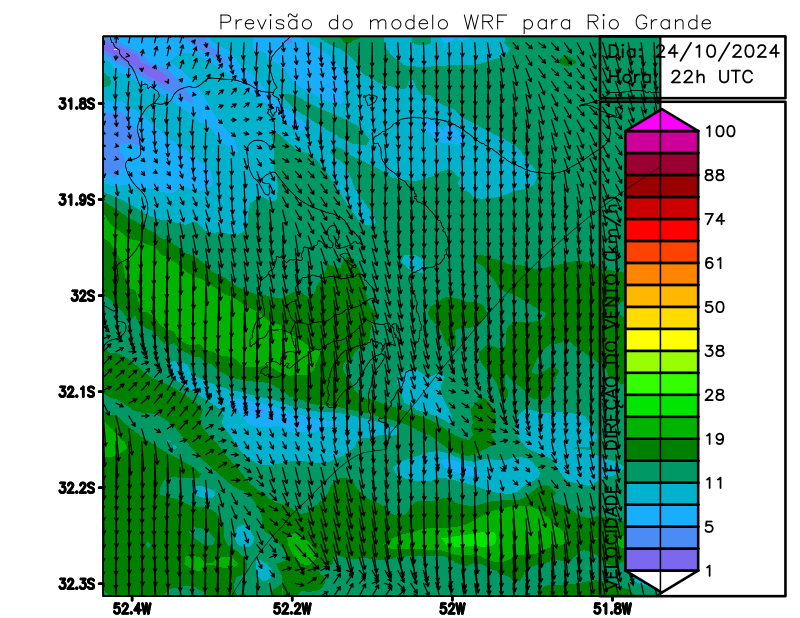 Previsão do modelo WRF para Rio Grande
Dia: 24/10/2024
Hora: 22h UTC
31.8S
31.9S
32S
32.1S
32.2S
32.3S
52.4W
52.2W
52W
51.8W
VELOCIDADE E DIREÇÃO DO VENTO (km/h)
100
88
74
61
50
38
28
19
11
5
1